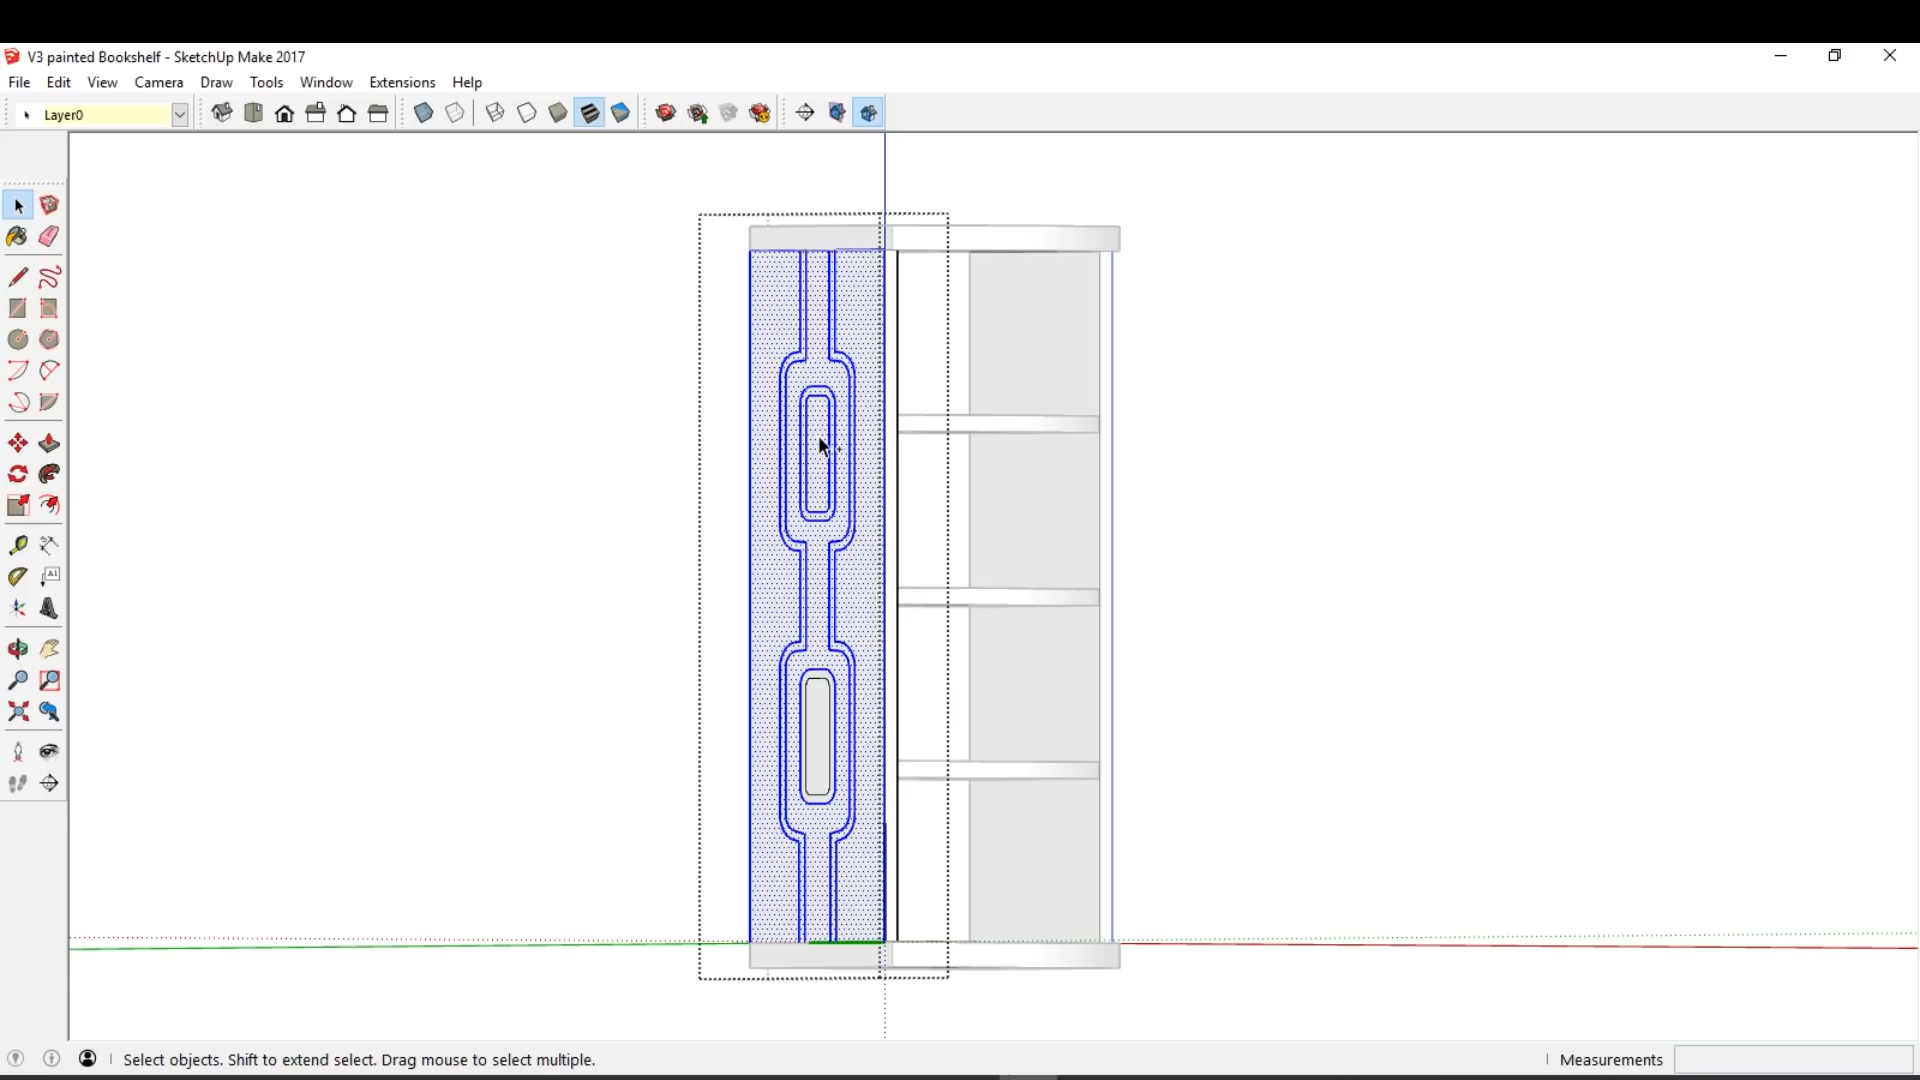 V3 painted Bookshelf - SketchUp Make 2017
File Edit View Camera Draw Tools Window Extensions Help
Layer0
A1
Select objects. Shift to extend select. Drag mouse to select multiple.
Measurements